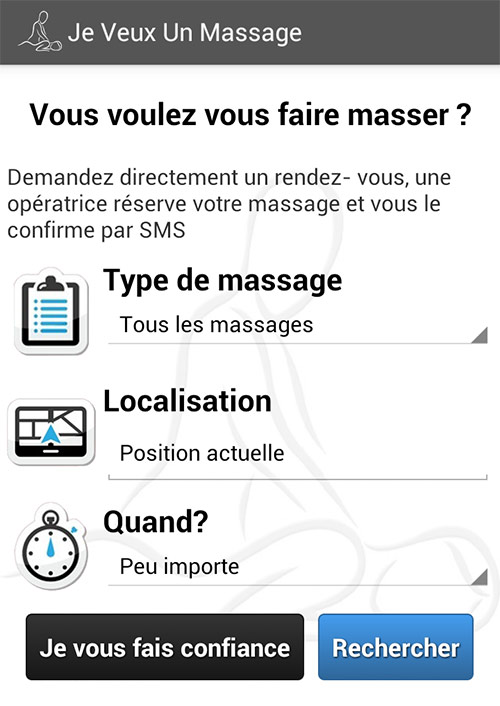 Je Veux Un Massage
Vous voulez vous faire masser ?
Demandez directement un rendez- vous, une
opératrice réserve votre massage et vous le
confirme par SMS
Type de massage
Tous les massages
Localisation
Position actuelle
Quand?
Peu importe
Je vous fais confiance
Rechercher